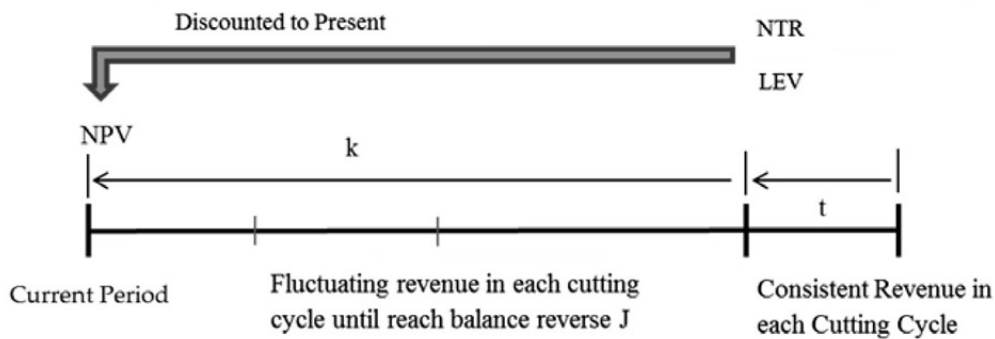 Discounted to Present
NTR
LEV
NPV
k
t
Current Period
Fluctuating revenue in each cutting
cycle until reach balance reverse J
Consistent Revenue in
each Cutting Cycle